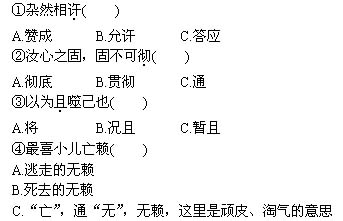 ①杂然相许(　　)
A.赞成　　B.允许　　C.答应
②汝心之固，固不可彻(　　)
A.彻底　　B.贯彻　　C.通
③以为且噬己也(　　)
A.将　　B.况且　　C.暂且
④最喜小儿亡赖(　　)
A.逃走的无赖
B.死去的无赖
C.“亡”，通“无”，无赖，这里是顽皮、淘气的意思